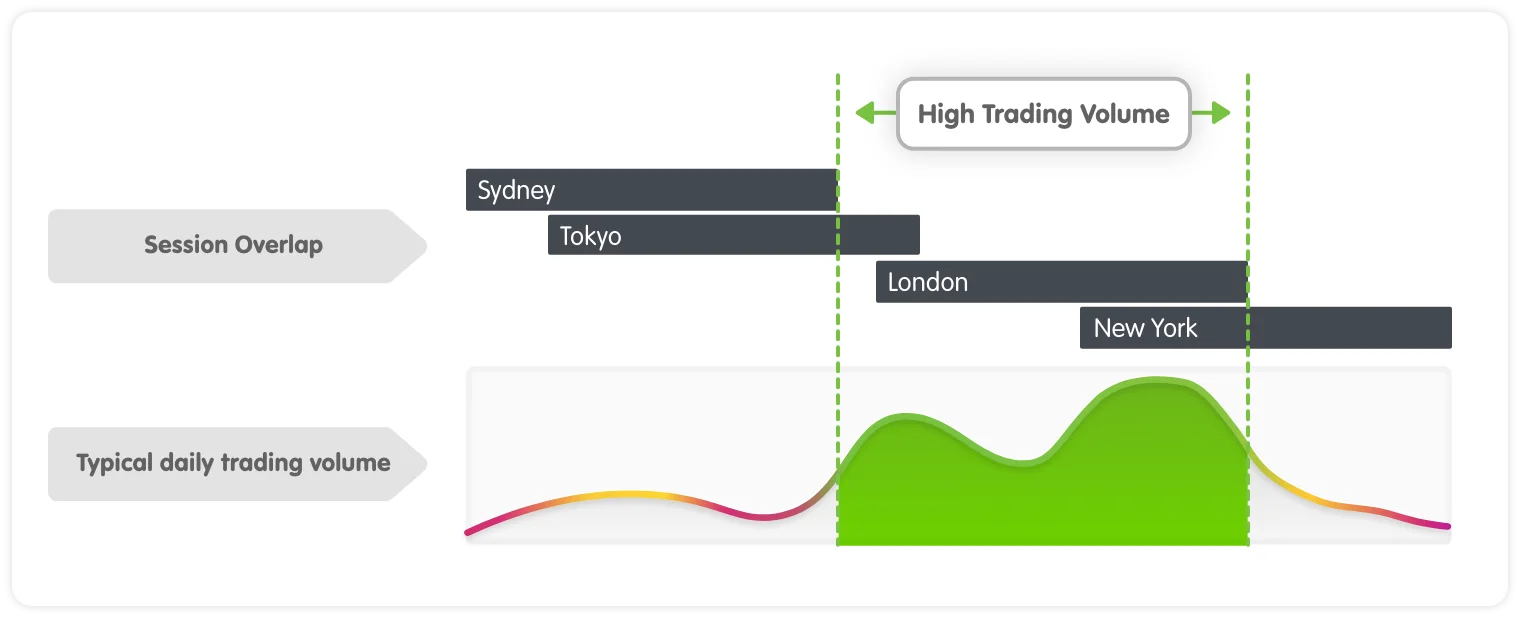 High Trading Volume
Sydney
Tokyo
Session Overlap
London
New York
Typical daily trading volume